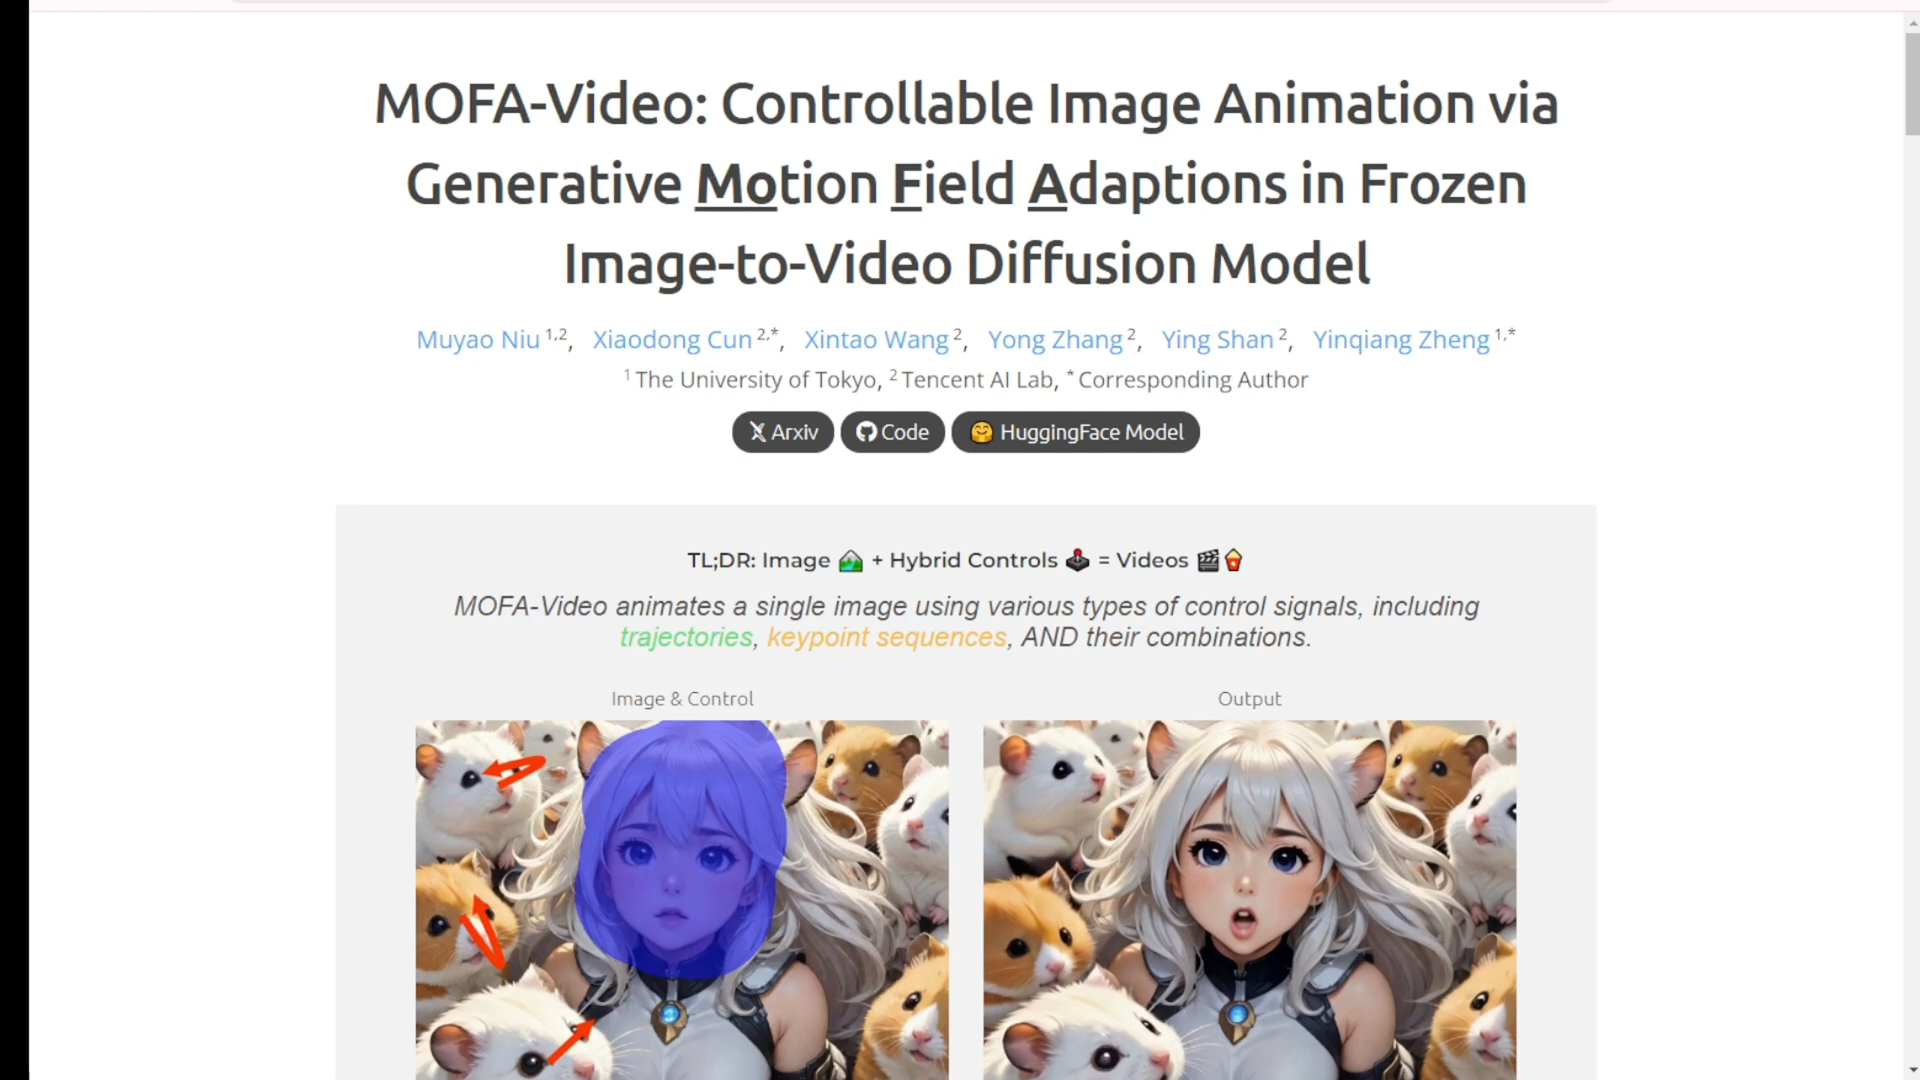 MOFA-Video: Controllable Image Animation via
Generative Motion Field Adaptions in Frozen
Image-to-Video Diffusion Model
Muyao Niu 1,2, Xiaodong Cun 2,*, Xintao Wang 2, Yong Zhang 2, Ying Shan 2, Yinqiang Zheng 1,*
1 The University of Tokyo, 2 Tencent AI Lab, * Corresponding Author
Arxiv Code HuggingFace Model
TL;DR: Image 🏞️ + Hybrid Controls 🕹️ = Videos 🎬🍿
MOFA-Video animates a single image using various types of control signals, including
trajectories, keypoint sequences, AND their combinations.
Image & Control Output